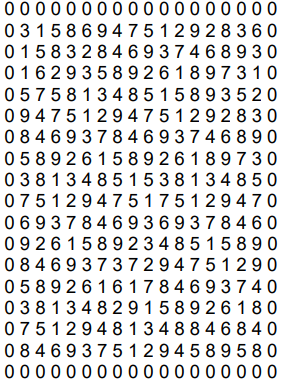 0 0 0 0 0 0 0 0 0 0 0 0 0 0 0 0 0 0
0 3 1 5 8 6 9 4 7 5 1 2 9 2 8 3 6 0
0 1 5 8 3 2 8 4 6 9 3 7 4 6 8 9 3 0
0 1 6 2 9 3 5 8 9 2 6 1 8 9 7 3 1 0
0 5 7 5 8 1 3 4 8 5 1 5 8 9 3 5 2 0
0 9 4 7 5 1 2 9 4 7 5 1 2 9 2 8 3 0
0 8 4 6 9 3 7 8 4 6 9 3 7 4 6 8 9 0
0 5 8 9 2 6 1 5 8 9 2 6 1 8 9 7 3 0
0 3 8 1 3 4 8 5 1 5 3 8 1 3 4 8 5 0
0 7 5 1 2 9 4 7 5 1 7 5 1 2 9 4 7 0
0 6 9 3 7 8 4 6 9 3 6 9 3 7 8 4 6 0
0 9 2 6 1 5 8 9 2 3 4 8 5 1 5 8 9 0
0 8 4 6 9 3 7 3 7 2 9 4 7 5 1 2 9 0
0 5 8 9 2 6 1 6 1 7 8 4 6 9 3 7 4 0
0 3 8 1 3 4 8 2 9 1 5 8 9 2 6 1 8 0
0 7 5 1 2 9 4 8 1 3 4 8 8 4 6 8 4 0
0 8 4 6 9 3 7 5 1 2 9 4 5 8 9 5 8 0
0 0 0 0 0 0 0 0 0 0 0 0 0 0 0 0 0 0